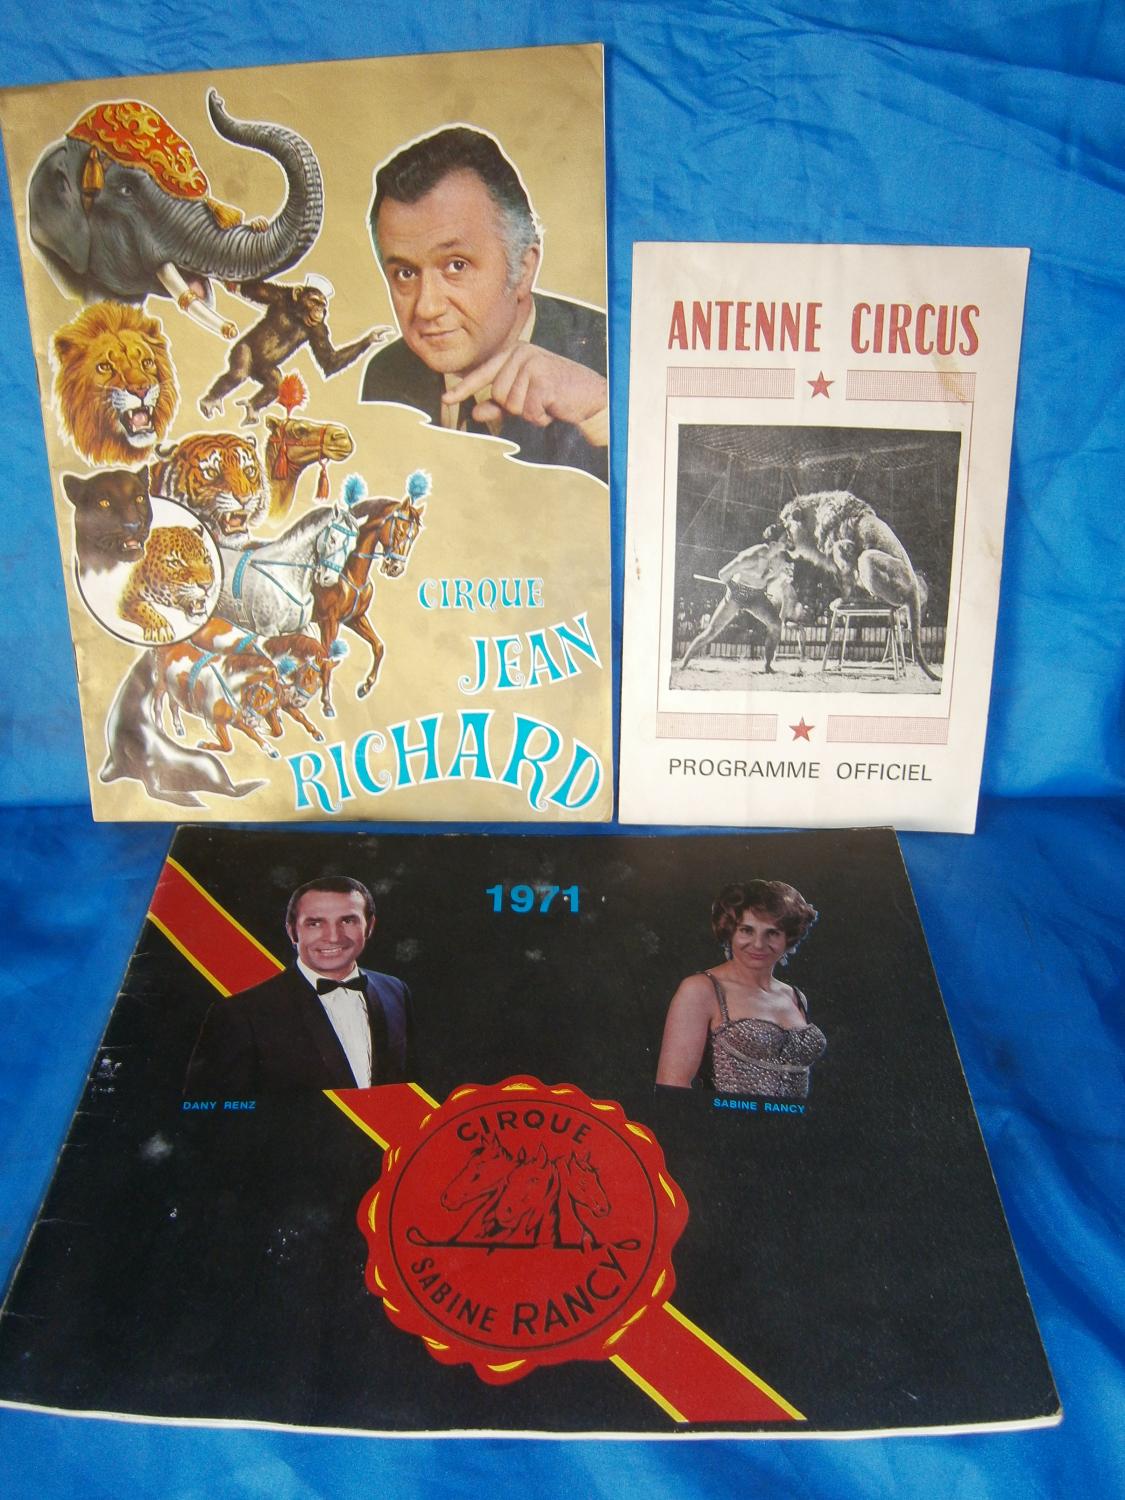 CIRQUE
JEAN
RICHARD
ANTENNE CIRCUS
PROGRAMME OFFICIEL
1971
DANY RENZ
SABINE RANCY
CIRQUE
SABINE RANCY